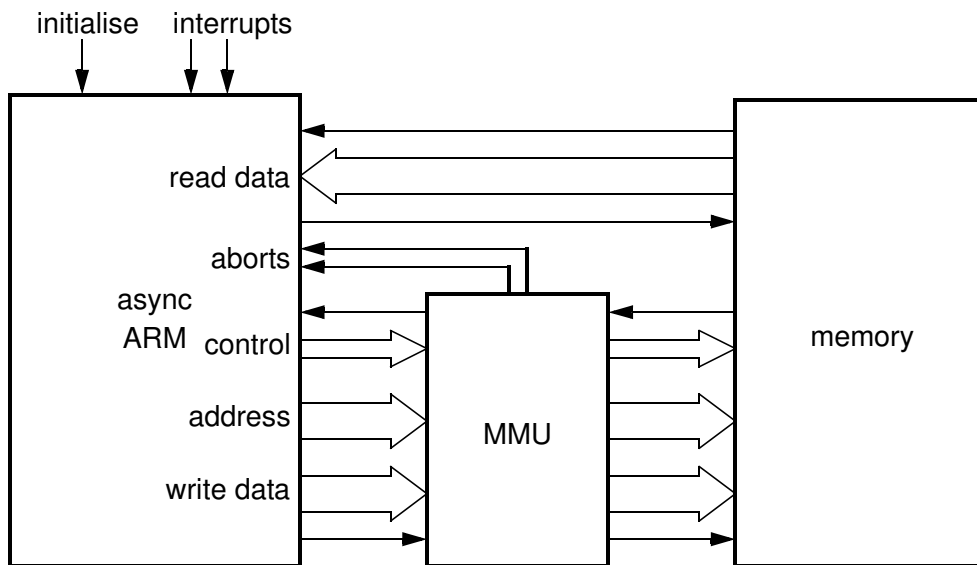 initialise
interrupts
read data
aborts
async
ARM
control
memory
address
MMU
write data